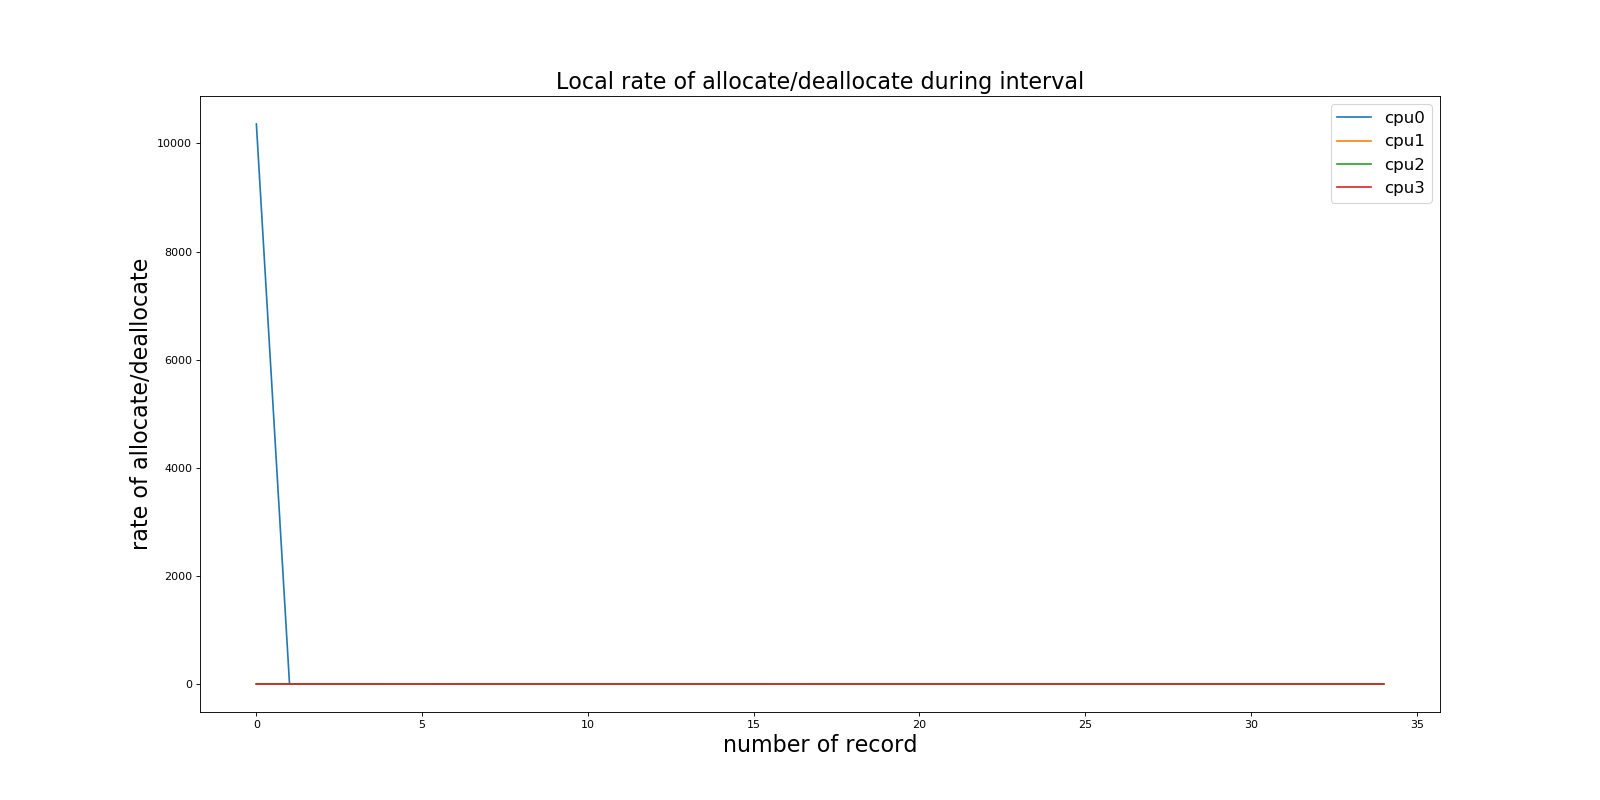 Local rate of allocate/deallocate during interval
cpu0
cpu1
cpu2
cpu3
rate of allocate/deallocate
10000
8000
6000
4000
2000
0
0 5 10 15 20 25 30 35
number of record